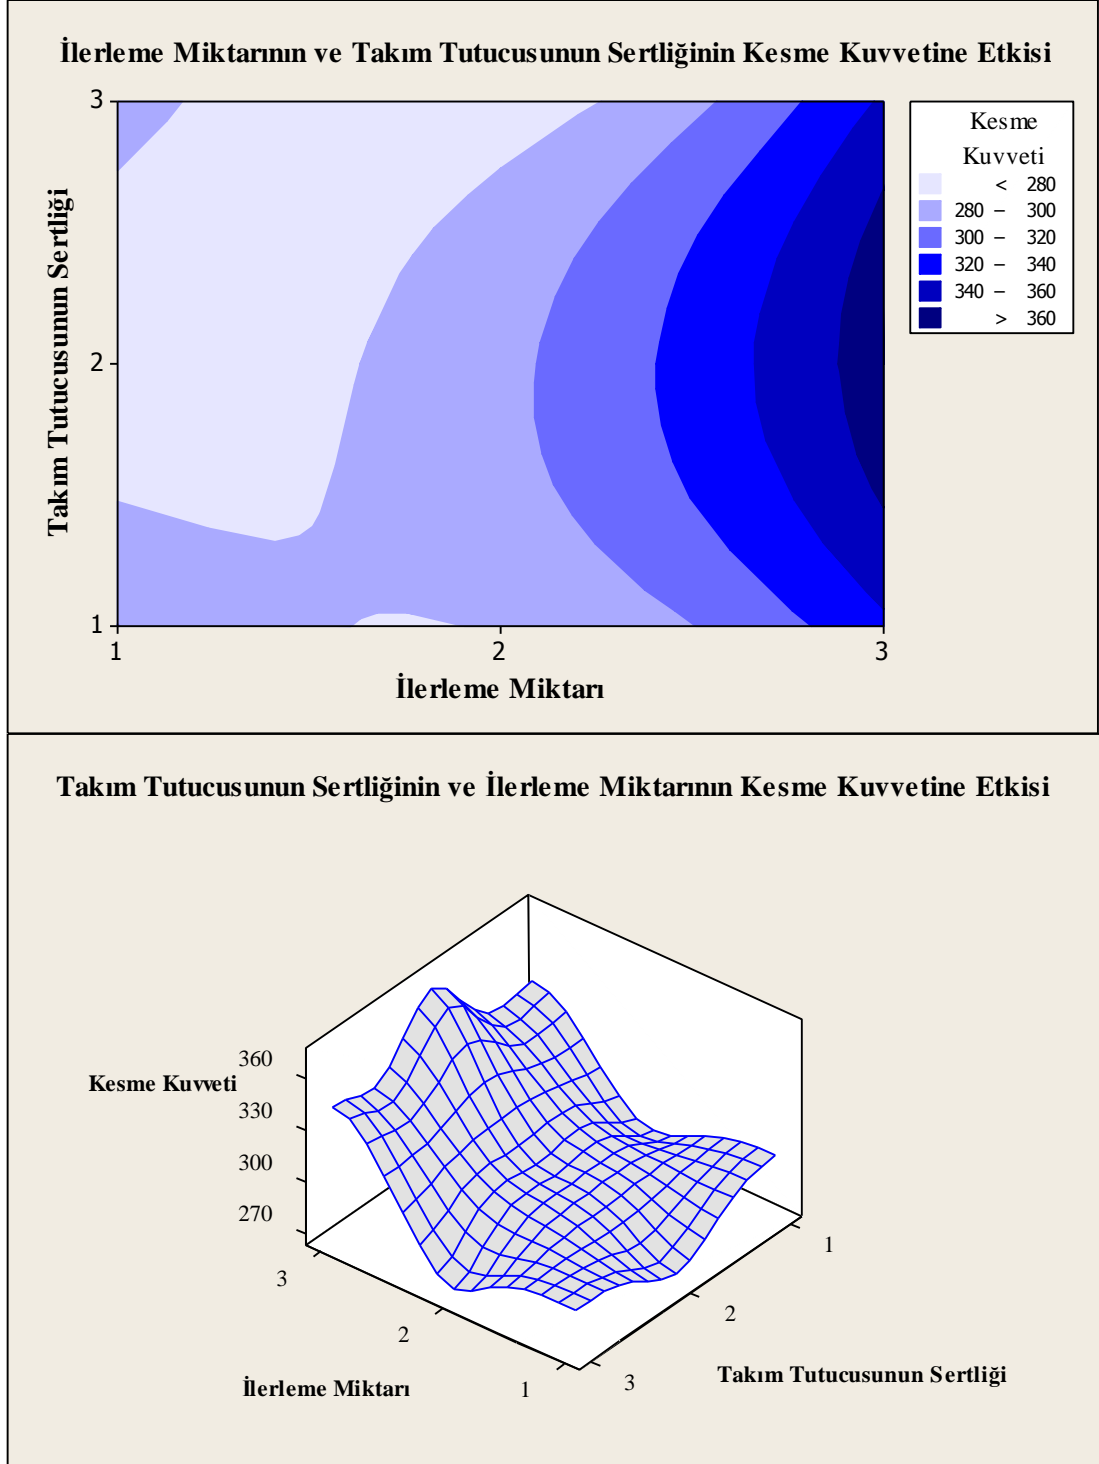 İlerleme Miktarının ve Takım Tutucusunun Sertliğinin Kesme Kuvvetine Etkisi
3
2
1
Takım Tutucusunun Sertliği
1
2
3
İlerleme Miktarı
Kesme
Kuvveti
< 280
280 – 300
300 – 320
320 – 340
340 – 360
> 360
Takım Tutucusunun Sertliğinin ve İlerleme Miktarının Kesme Kuvvetine Etkisi
360
Kesme Kuvveti
330
300
270
3
2
1
İlerleme Miktarı
1
2
3
Takım Tutucusunun Sertliği